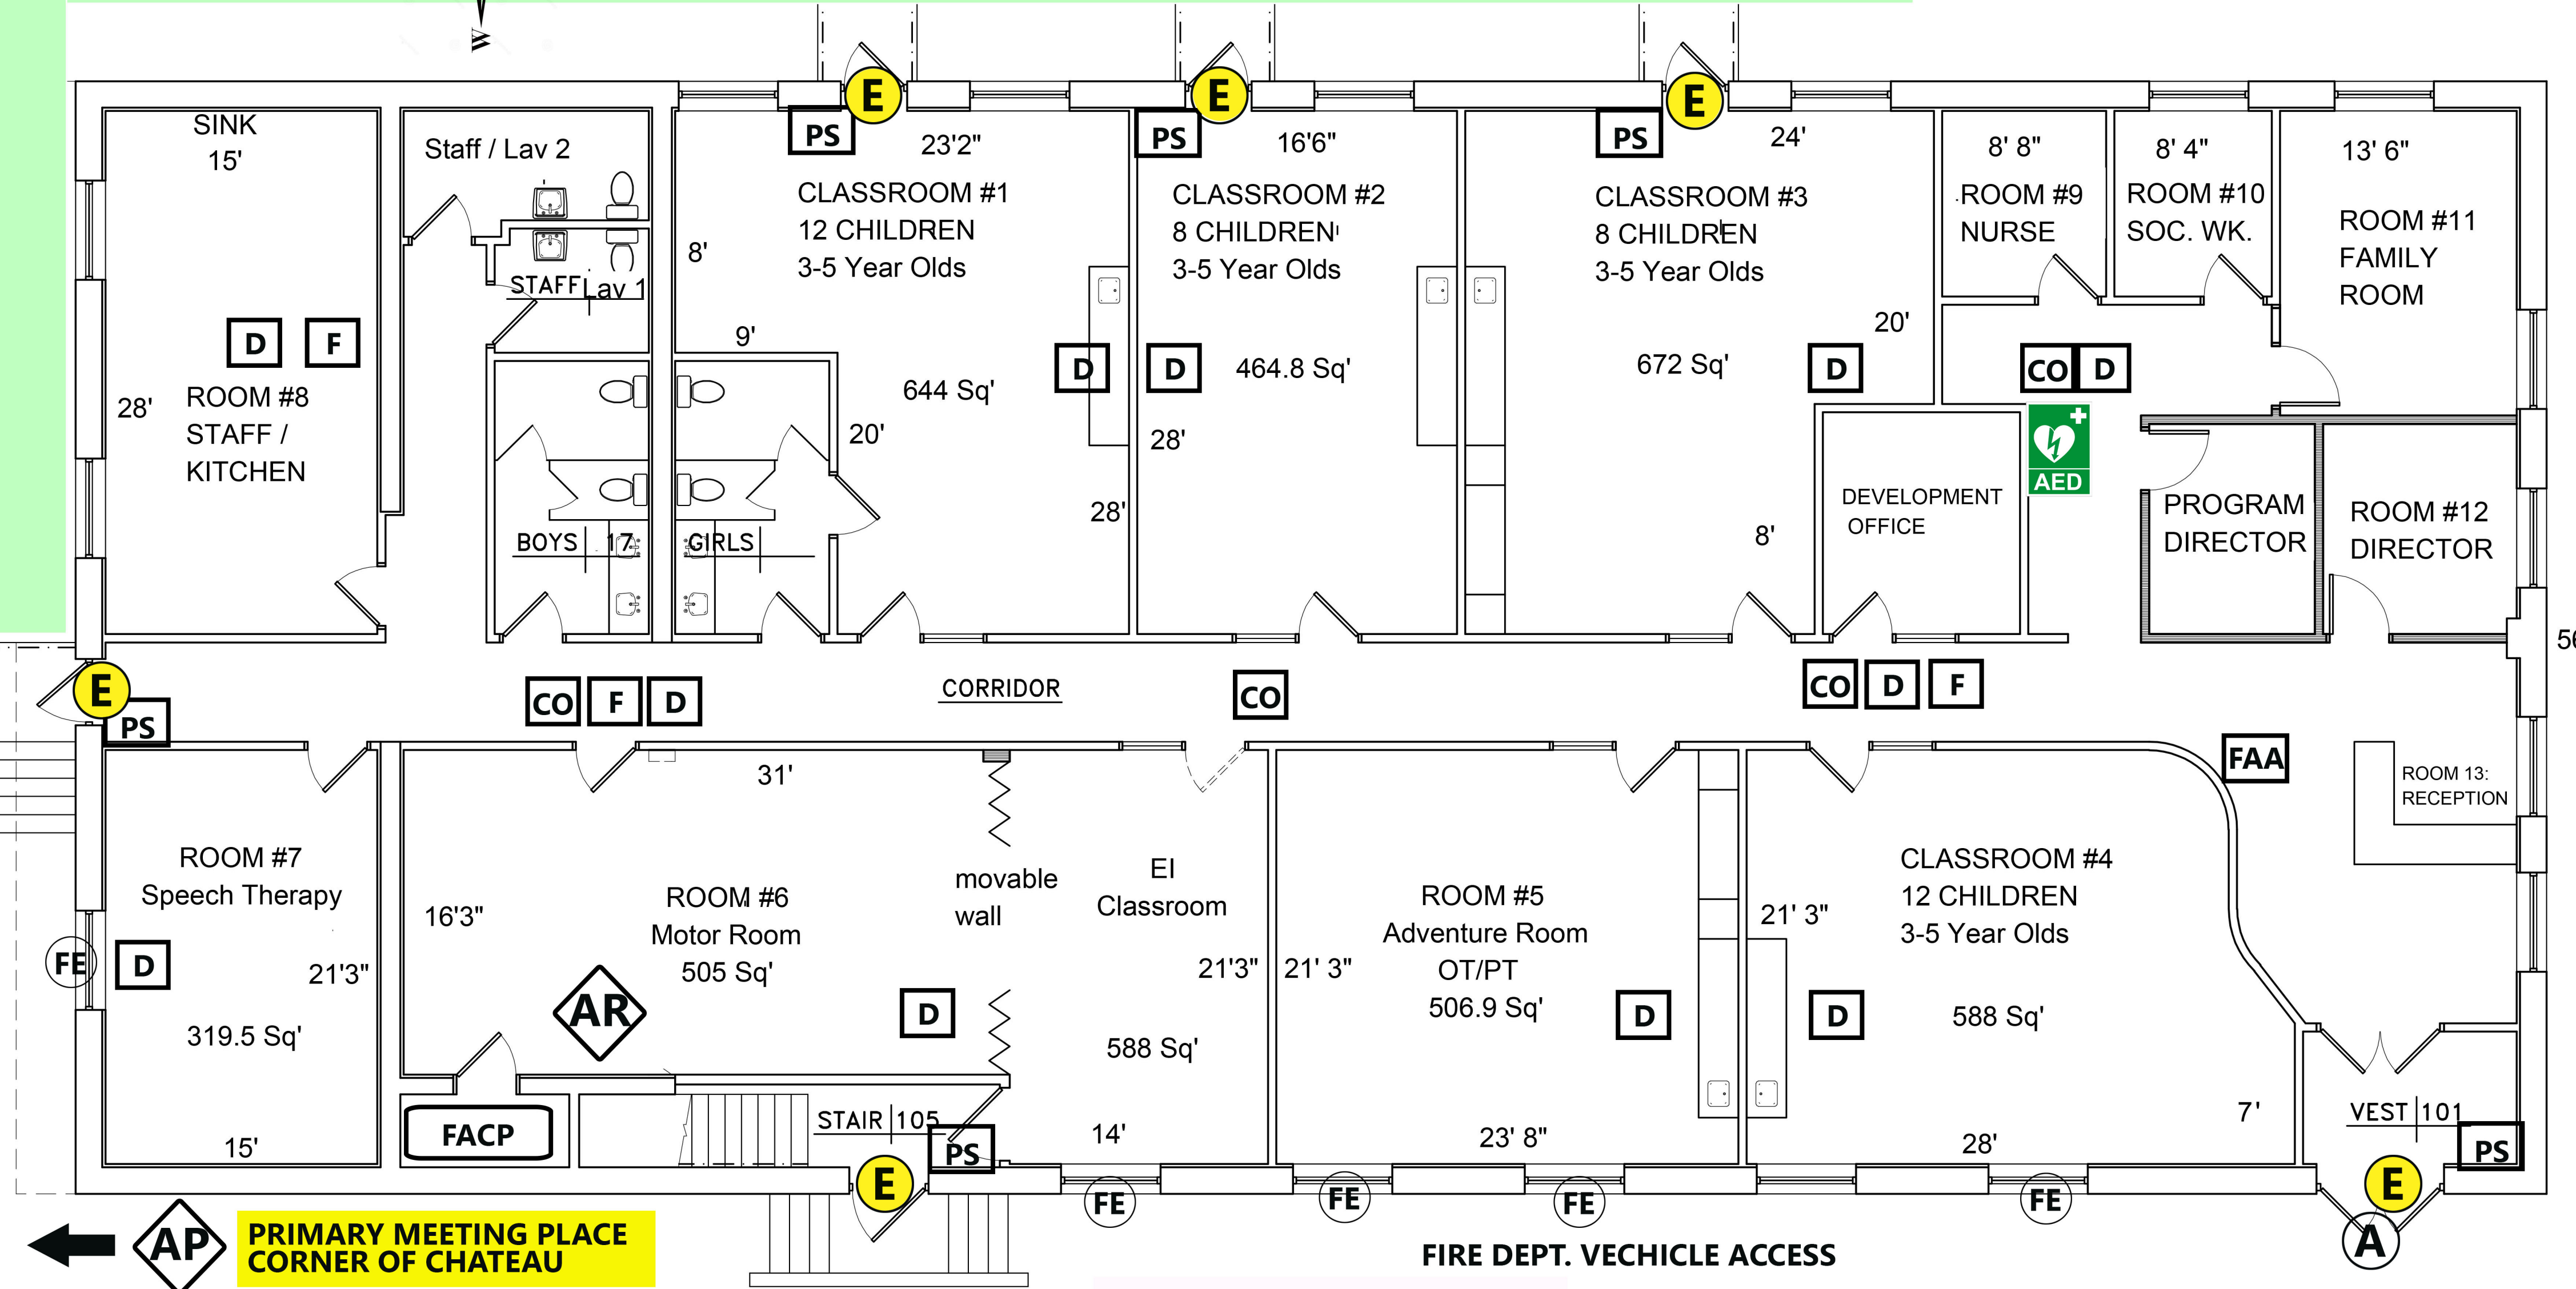 SINK
15'
D
F
28'
ROOM #8
STAFF /
KITCHEN
Staff / Lav 2
STAFF
Lav 1
BOYS
17
GIRLS
E
PS
23'2"
CLASSROOM #1
12 CHILDREN
3-5 Year Olds
8'
9'
D
644 Sq'
20'
28'
E
PS
16'6"
CLASSROOM #2
8 CHILDREN
3-5 Year Olds
D
464.8 Sq'
28'
E
PS
24'
CLASSROOM #3
8 CHILDREN
3-5 Year Olds
20'
672 Sq'
D
8'
8' 8"
ROOM #9
NURSE
8' 4"
ROOM #10
SOC. WK.
13' 6"
ROOM #11
FAMILY
ROOM
CO
D
AED
DEVELOPMENT
OFFICE
PROGRAM
DIRECTOR
ROOM #12
DIRECTOR
E
PS
CO
F
D
CORRIDOR
CO
CO
D
F
FAA
ROOM 13:
RECEPTION
ROOM #7
Speech Therapy
FE
D
21'3"
319.5 Sq'
15'
31'
16'3"
ROOM #6
Motor Room
505 Sq'
AR
D
movable
wall
FACP
STAIR
105
PS
E
EI
Classroom
21'3"
588 Sq'
14'
FE
21' 3"
ROOM #5
Adventure Room
OT/PT
506.9 Sq'
D
23' 8"
FE
FE
21' 3"
CLASSROOM #4
12 CHILDREN
3-5 Year Olds
D
588 Sq'
28'
7'
FE
VEST
101
PS
E
A
AP
PRIMARY MEETING PLACE
CORNER OF CHATEAU
FIRE DEPT. VECHICLE ACCESS